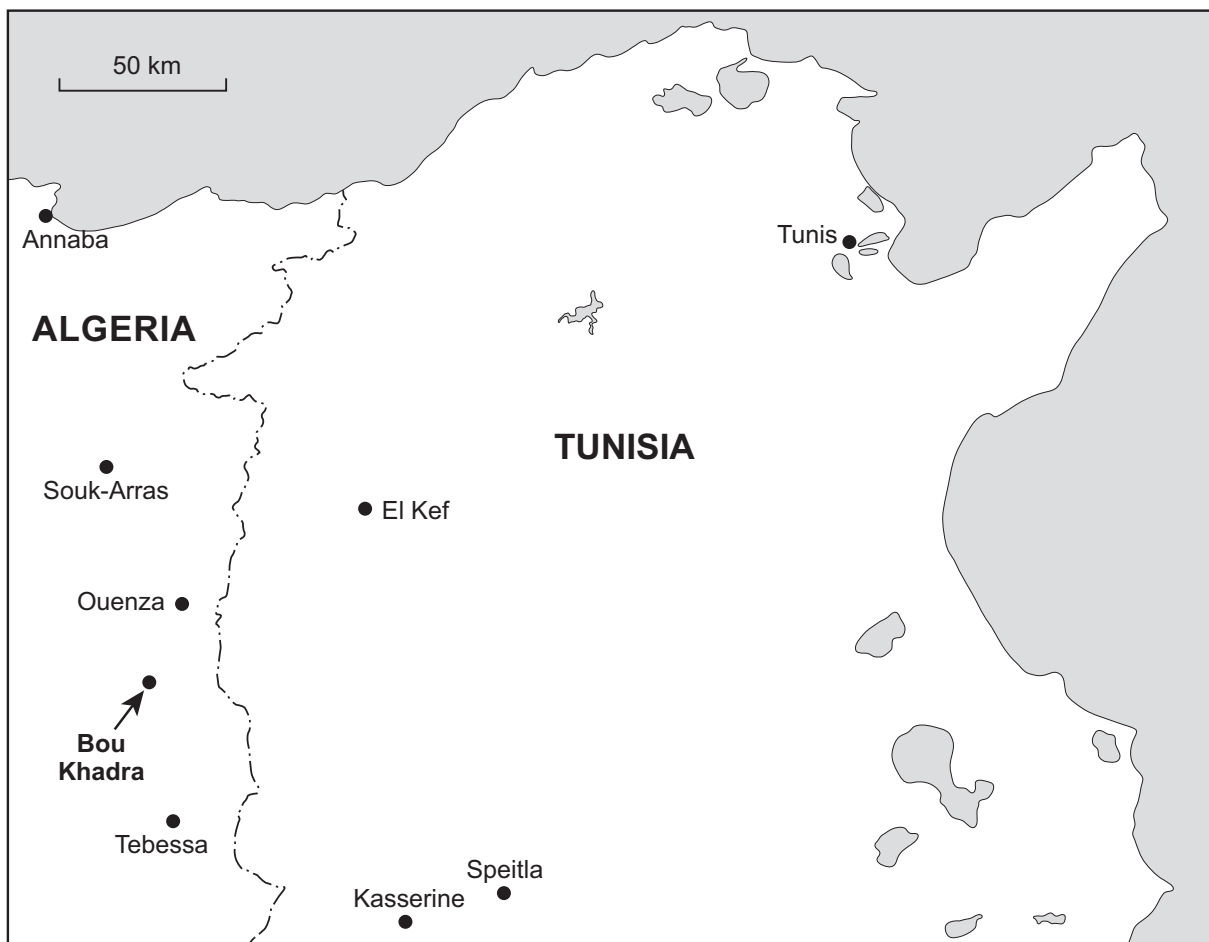 50 km
Tunis
Annaba
ALGERIA
TUNISIA
Souk-Arras
El Kef
Ouenza
Bou
Khadra
Tebessa
Speitla
Kasserine